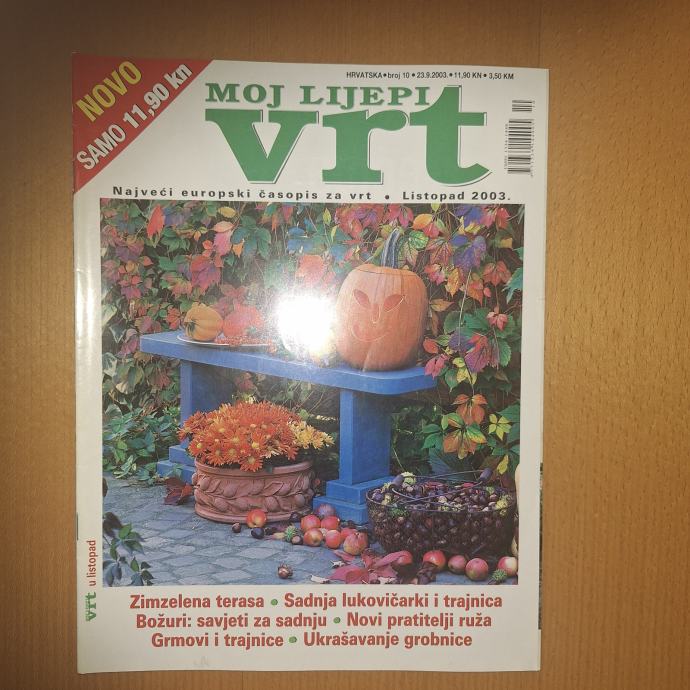 NOVO
SAMO 11,90 kn
HRVATSKA • broj 10 • 23.9.2003. • 11,90 KN • 3,50 KM
MOJ LIJEPI
vrt
Najveći europski časopis za vrt • Listopad 2003.
vrt u listopad
Zimzelena terasa • Sadnja lukovičarki i trajnica
Božuri: savjeti za sadnju • Novi pratitelji ruža
Grmovi i trajnice • Ukrašavanje grobnice